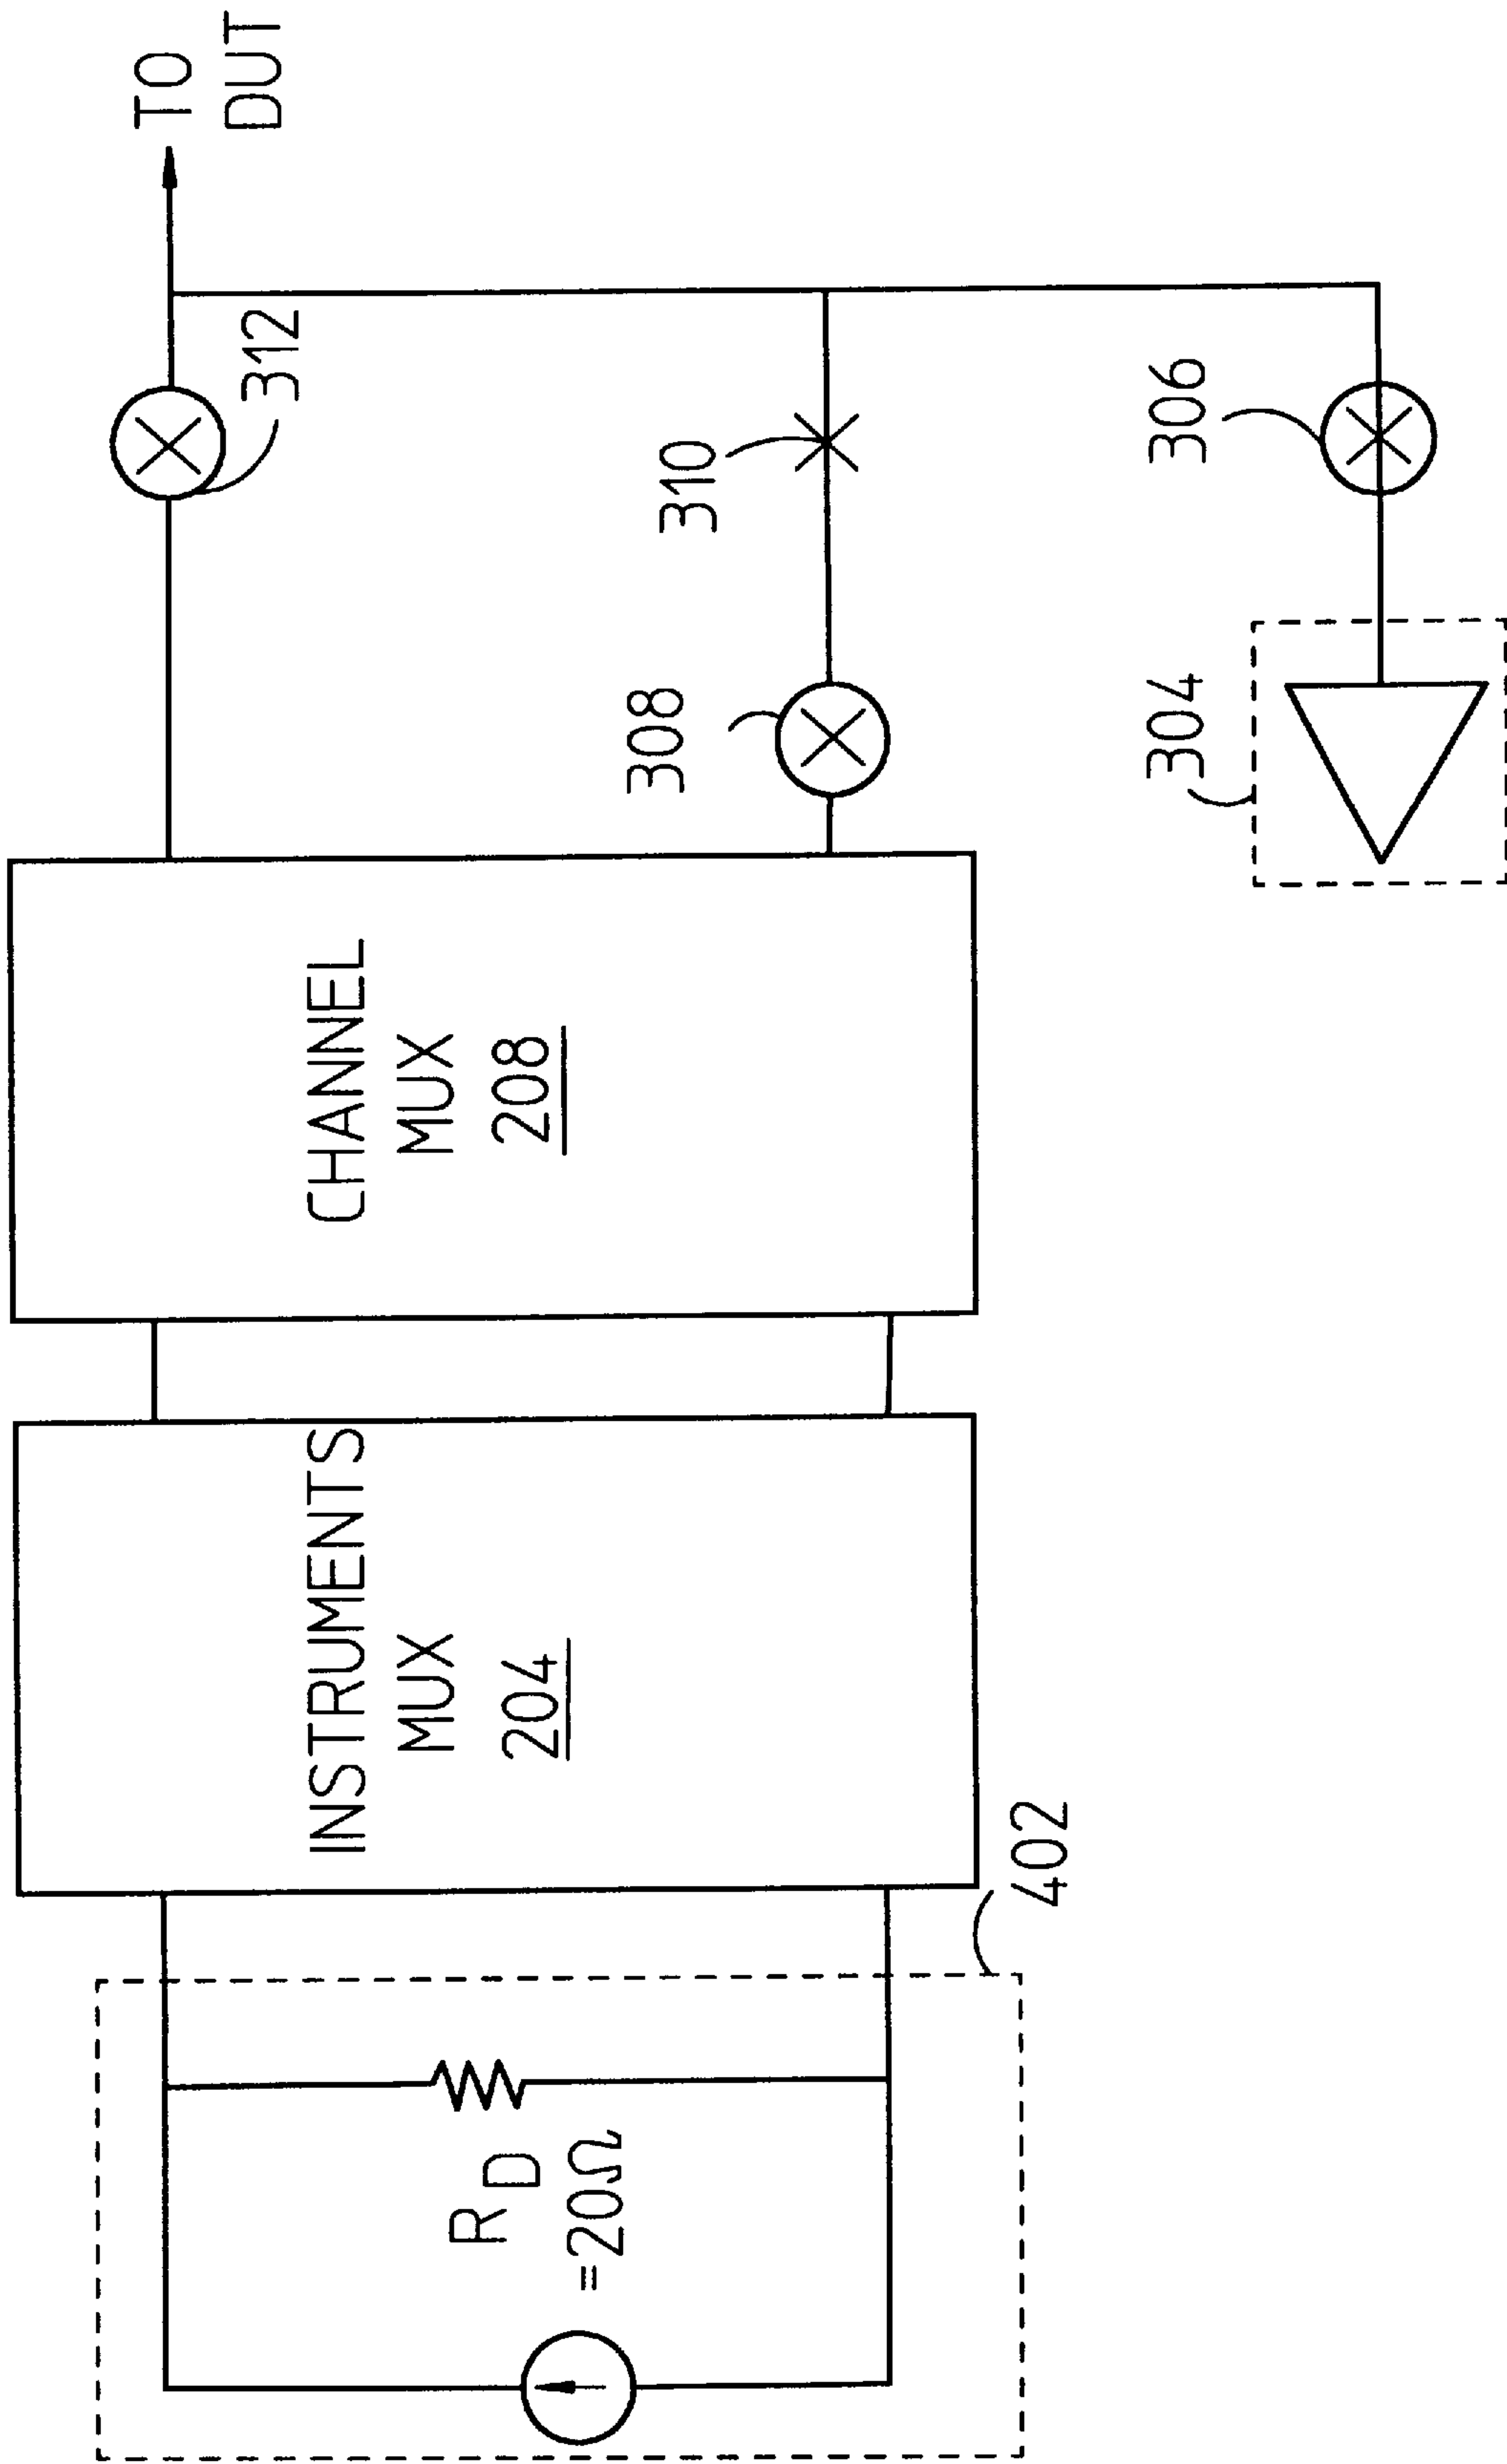 TO
DUT
312
310
306
308
304
CHANNEL
MUX
208
INSTRUMENTS
MUX
204
402
R D
=20Ω